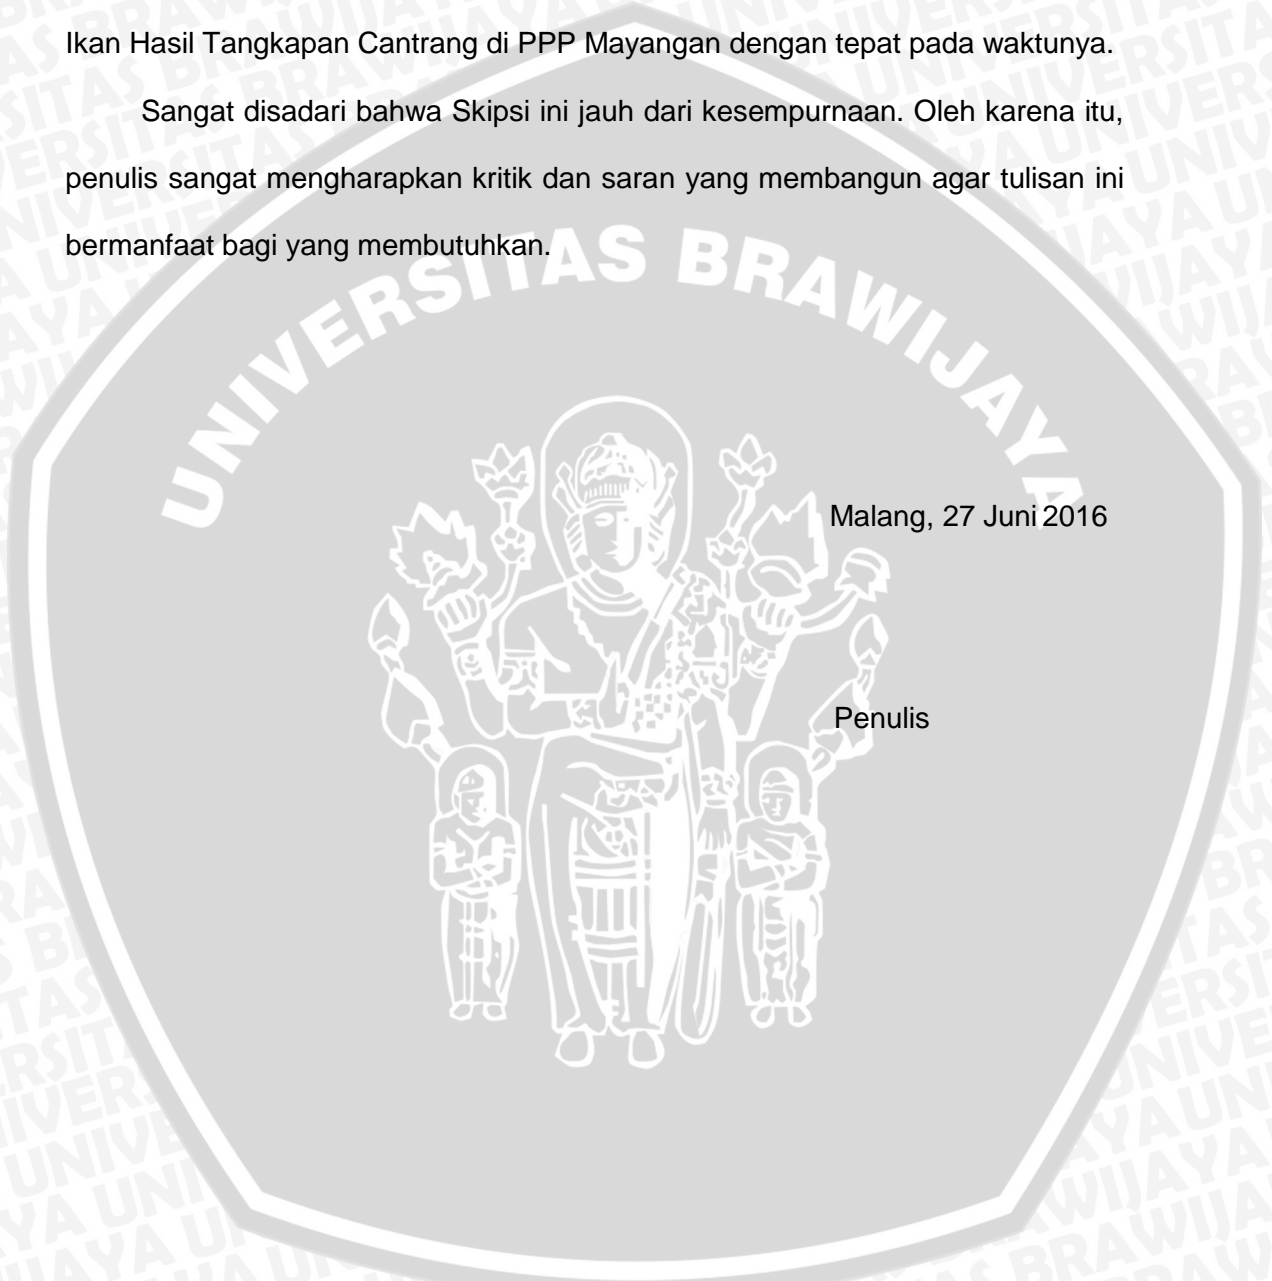 Ikan Hasil Tangkapan Cantrang di PPP Mayangan dengan tepat pada waktunya.
Sangat disadari bahwa Skipsi ini jauh dari kesempurnaan. Oleh karena itu,
penulis sangat mengharapkan kritik dan saran yang membangun agar tulisan ini
bermanfaat bagi yang membutuhkan.
UNIVERSITAS BRAWIJAYA
Malang, 27 Juni 2016
Penulis